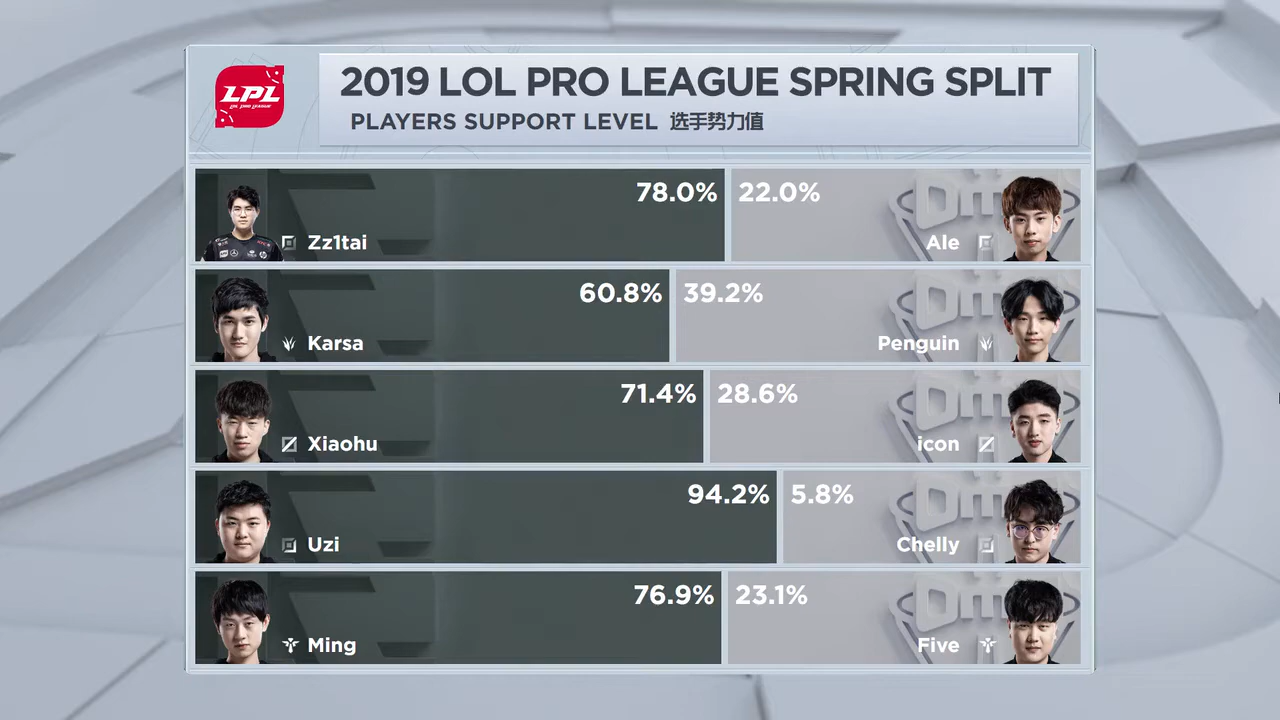 LPL
LOL PRO LEAGUE
2019 LOL PRO LEAGUE SPRING SPLIT
PLAYERS SUPPORT LEVEL 选手势力值
78.0% 22.0%
Zz1tai Ale
60.8% 39.2%
Karsa Penguin
71.4% 28.6%
Xiaohu icon
94.2% 5.8%
Uzi Chelly
76.9% 23.1%
Ming Five